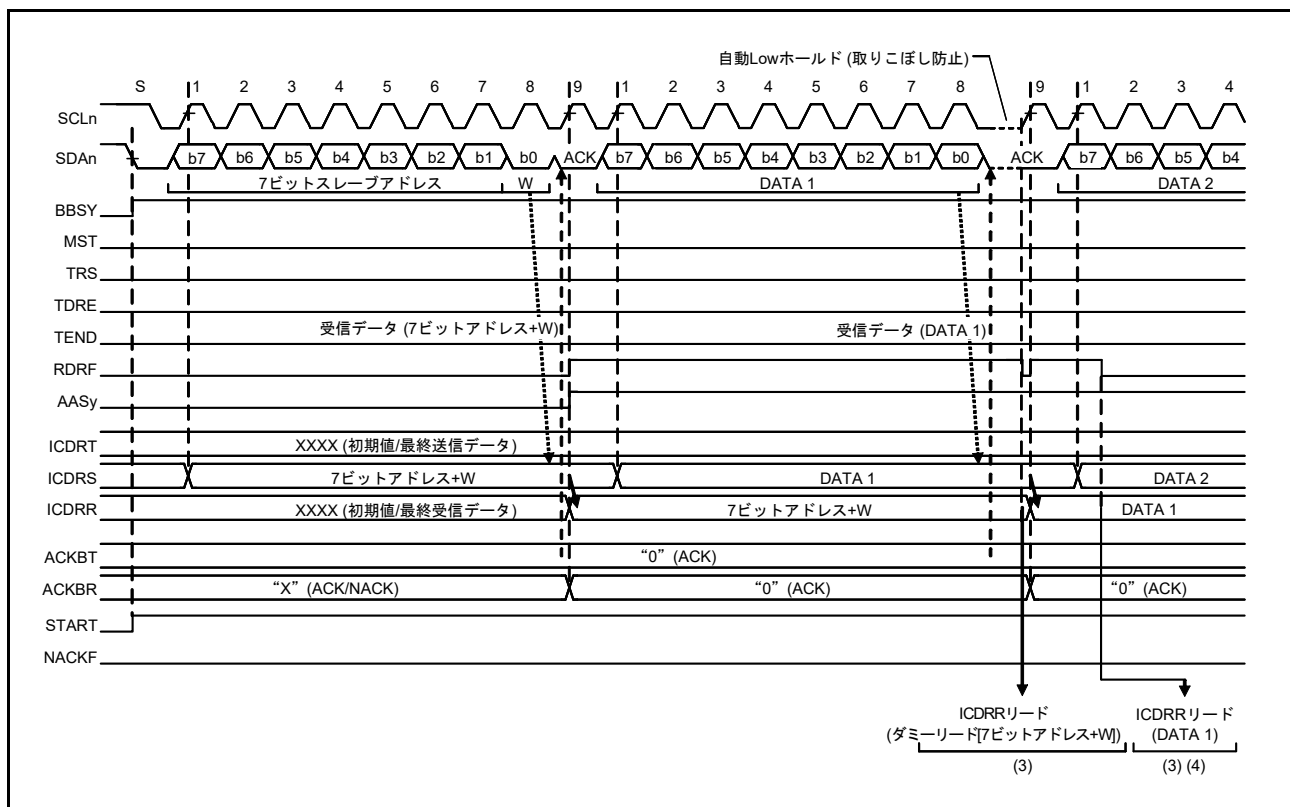 自動Lowホールド (取りこぼし防止)
S 1 2 3 4 5 6 7 8 9 1 2 3 4 5 6 7 8 9 1 2 3 4
SCLn
SDAn b7 b6 b5 b4 b3 b2 b1 b0 ACK b7 b6 b5 b4 b3 b2 b1 b0 ACK b7 b6 b5 b4
7ビットスレーブアドレス W DATA 1 DATA 2
BBSY
MST
TRS
TDRE
受信データ (7ビットアドレス+W) 受信データ (DATA 1)
TEND
RDRF
AASy
ICDRT XXXX (初期値/最終送信データ)
ICDRS 7ビットアドレス+W DATA 1 DATA 2
ICDRR XXXX (初期値/最終受信データ) 7ビットアドレス+W DATA 1
ACKBT “0” (ACK)
ACKBR “X” (ACK/NACK) “0” (ACK) “0” (ACK)
START
NACKF
ICDRRリード ICDRRリード
(ダミーリード[7ビットアドレス+W]) (DATA 1)
(3) (3) (4)